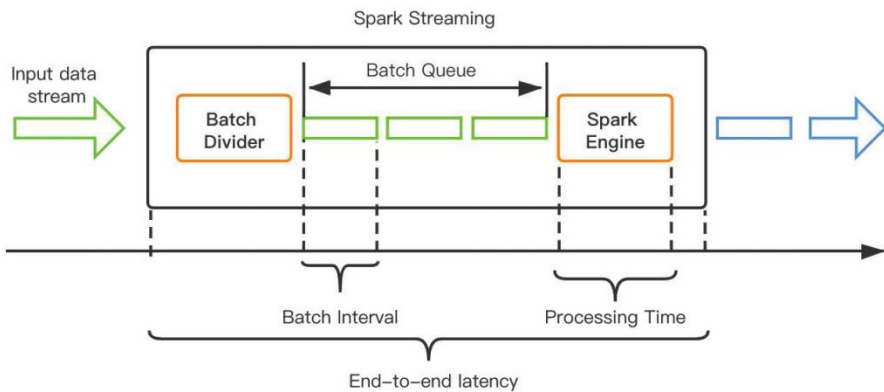 Spark Streaming
Input data
stream
Batch Queue
Batch
Divider
Spark
Engine
Batch Interval
Processing Time
End-to-end latency